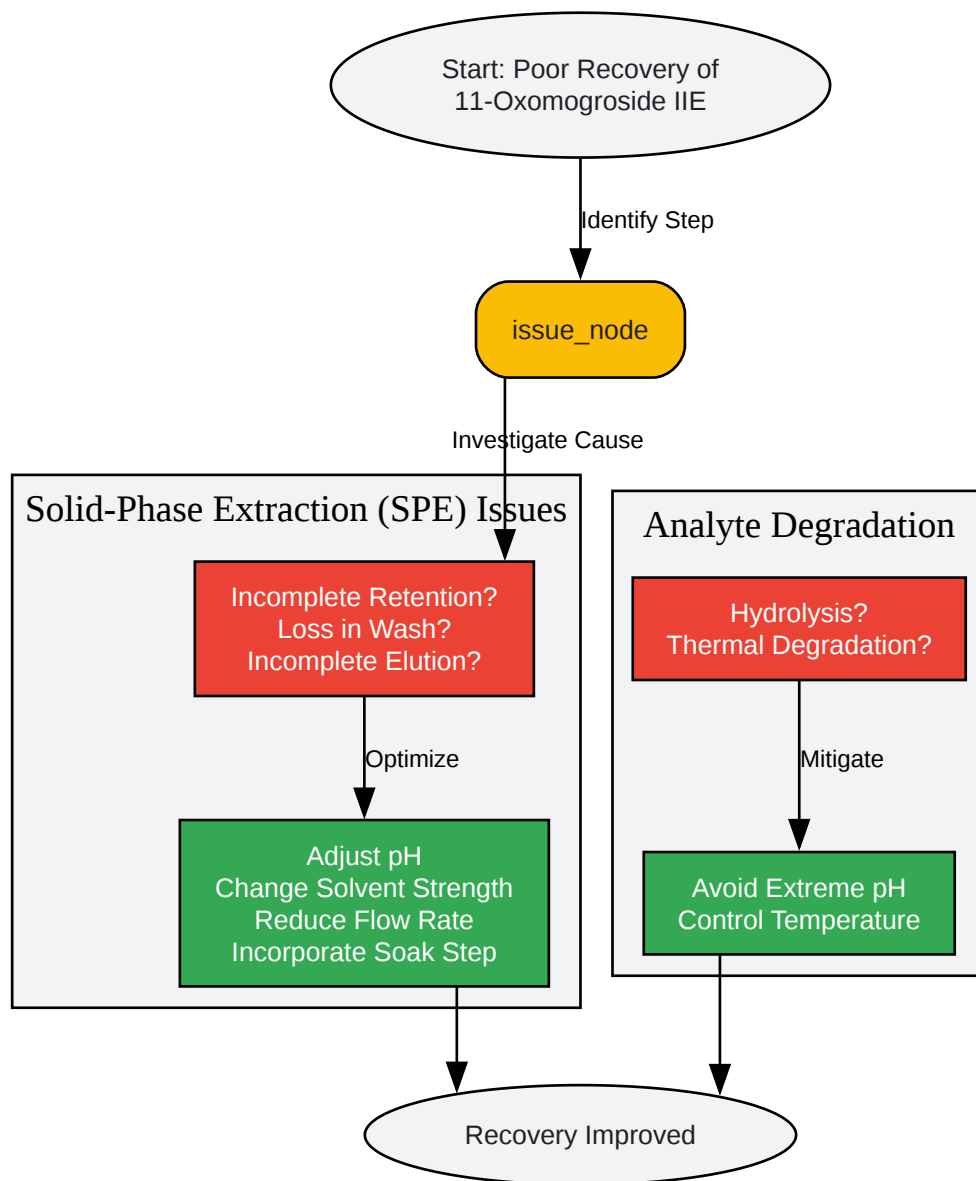 Start: Poor Recovery of
11-Oxomogroside IIE
Identify Step
issue_node
Investigate Cause
Solid-Phase Extraction (SPE) Issues
Incomplete Retention?
Loss in Wash?
Incomplete Elution?
Optimize
Adjust pH
Change Solvent Strength
Reduce Flow Rate
Incorporate Soak Step
Analyte Degradation
Hydrolysis?
Thermal Degradation?
Mitigate
Avoid Extreme pH
Control Temperature
Recovery Improved